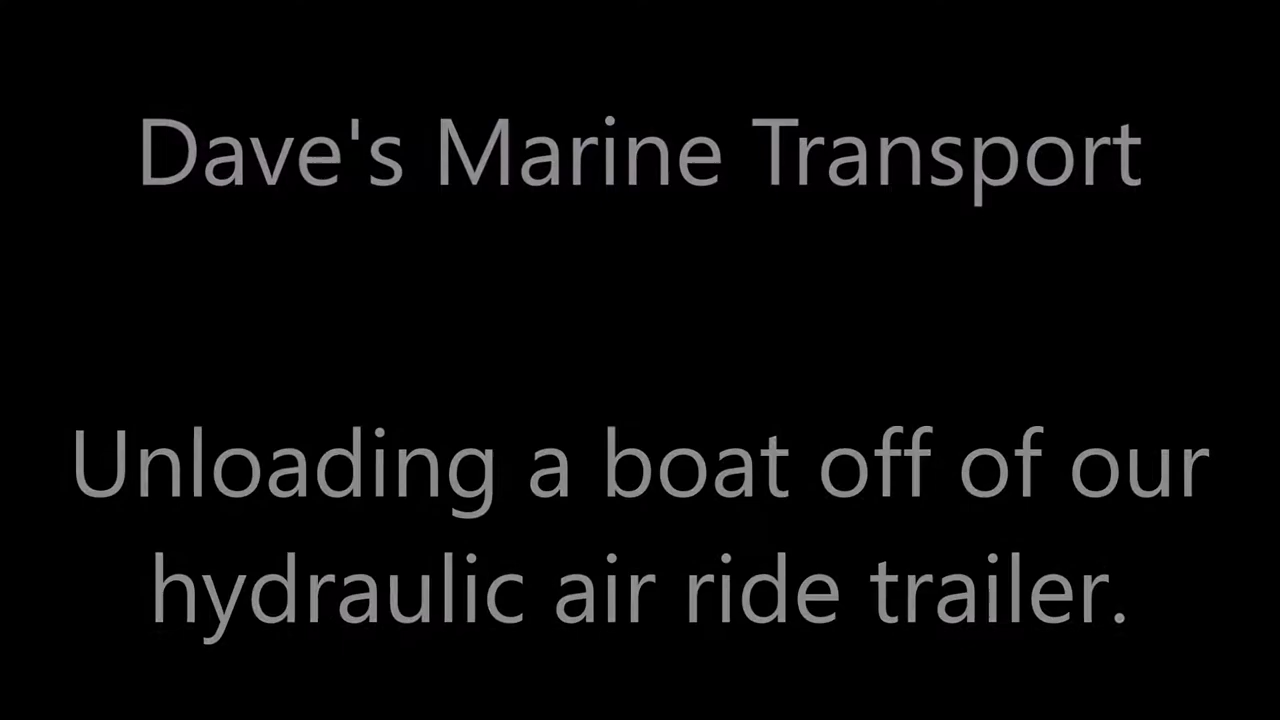 Dave's Marine Transport
Unloading a boat off of our
hydraulic air ride trailer.